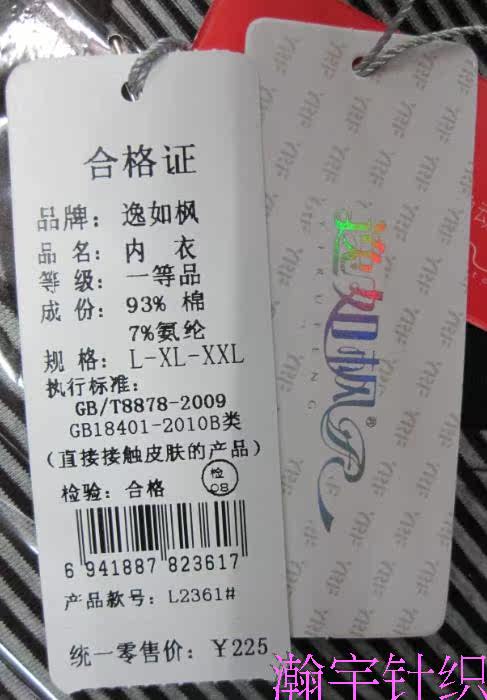 合格证
品牌：逸如枫
品名：内衣
等级：一等品
成份：93% 棉
7%氨纶
规格：L-XL-XXL
执行标准：
GB/T8878-2009
GB18401-2010B类
（直接接触皮肤的产品）
检验：合格
检
08
6 941887 823617
产品款号：L2361#
统一零售价：￥225
逸如枫
YIRUFENG
®
瀚宇针织